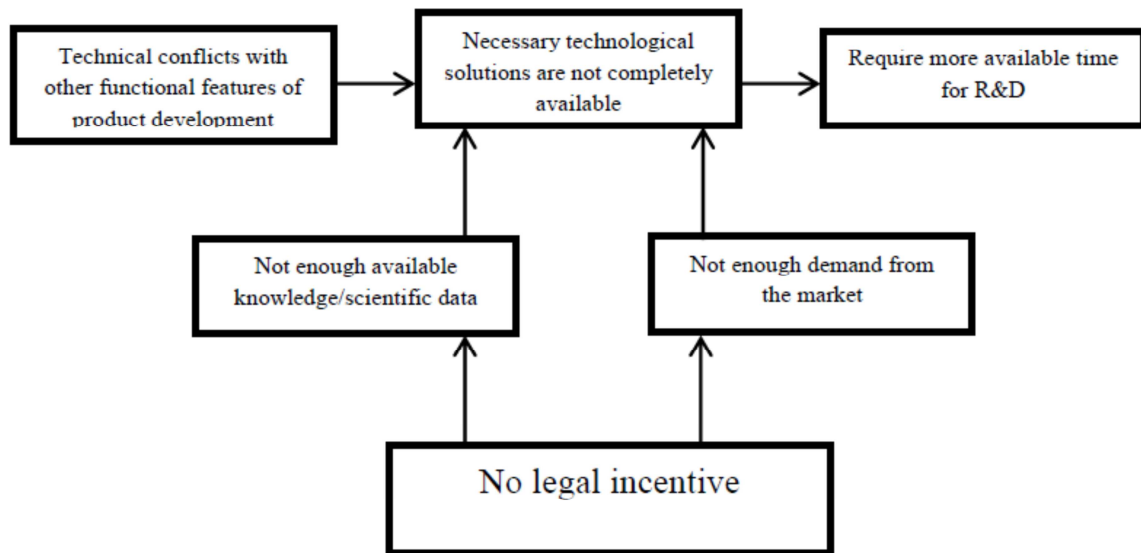 Technical conflicts with
other functional features of
product development
Necessary technological
solutions are not completely
available
Require more available time
for R&D
Not enough available
knowledge/scientific data
Not enough demand from
the market
No legal incentive